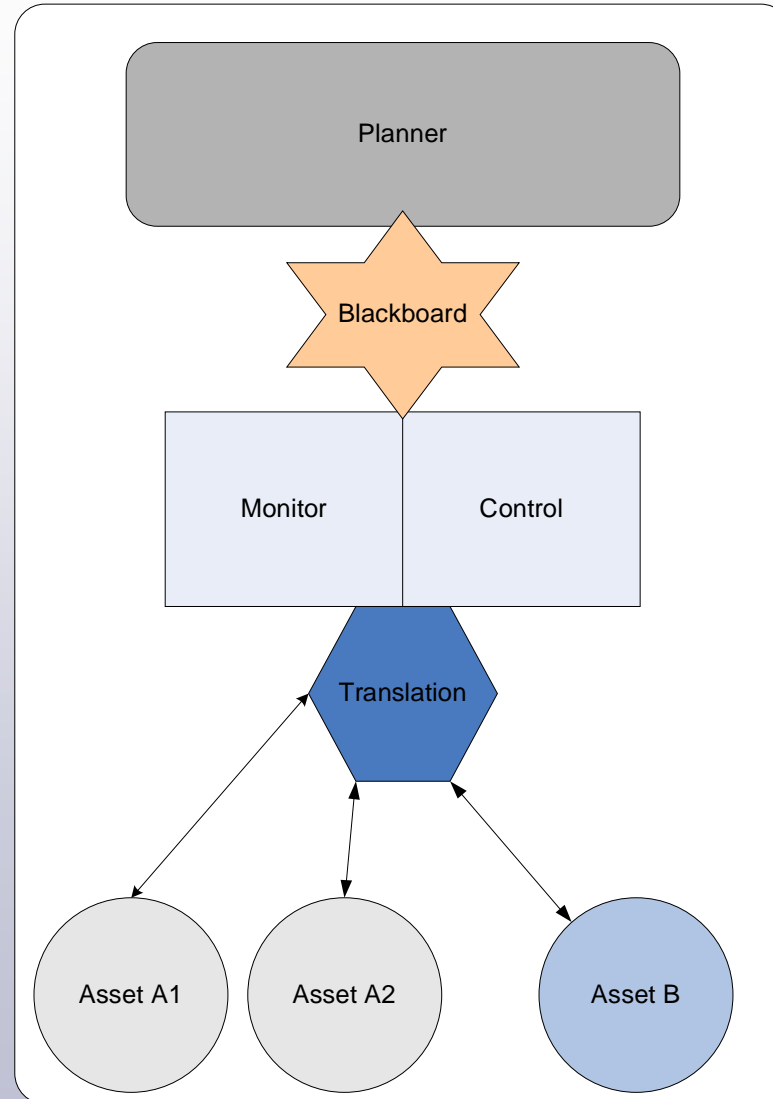 Planner
Blackboard
Monitor
Control
Translation
Asset A1
Asset A2
Asset B